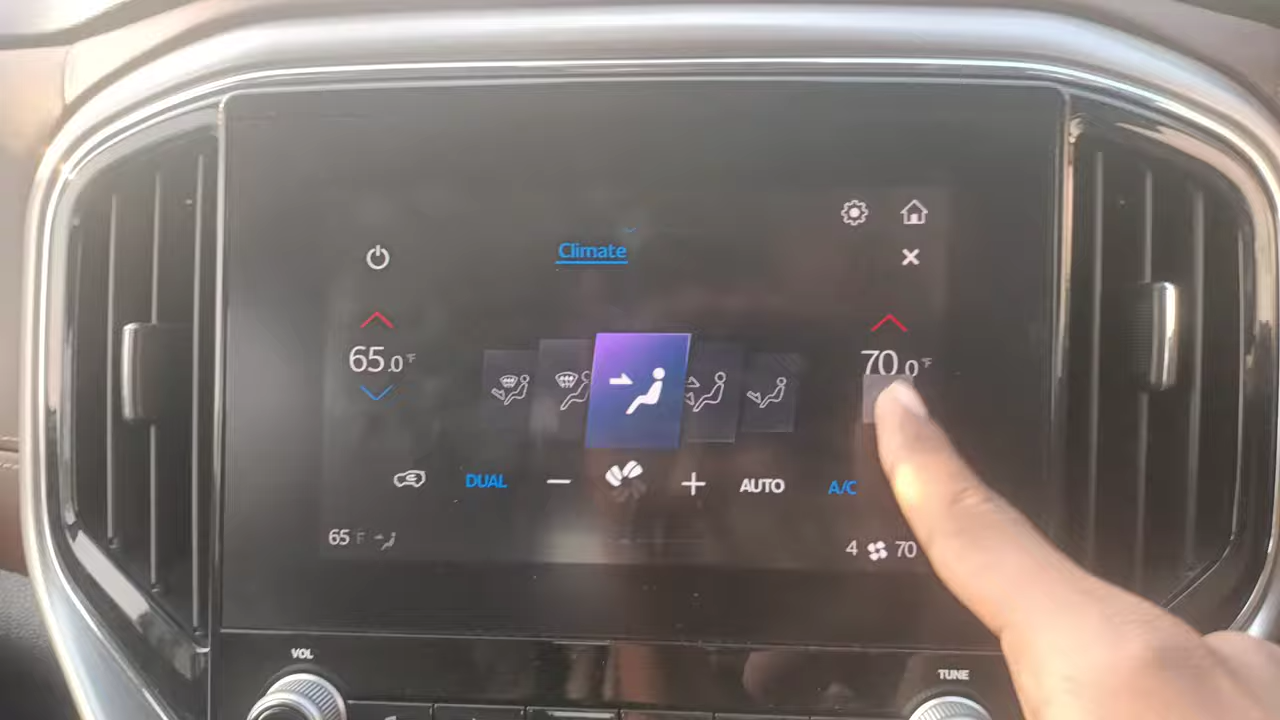 Climate
65.0°F
70.0°F
DUAL
AUTO
A/C
65 F
4 70
VOL
TUNE